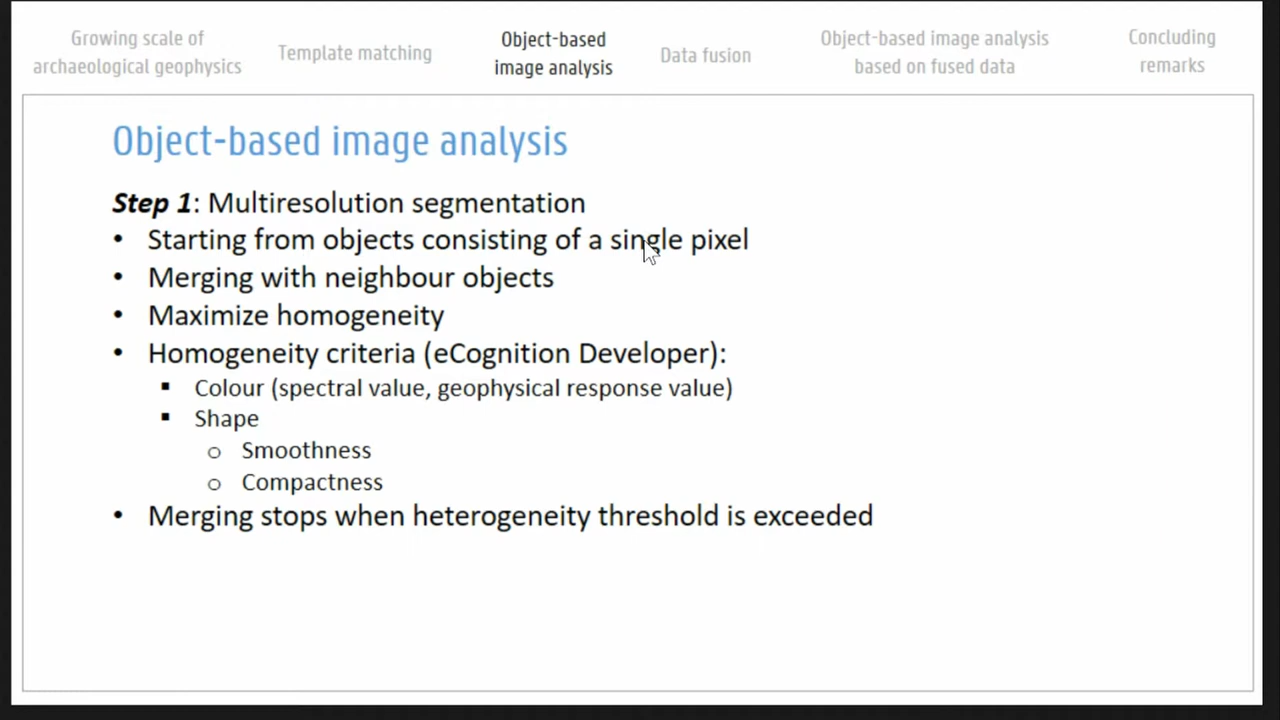 Growing scale of
archaeological geophysics
Template matching
Object-based
image analysis
Data fusion
Object-based image analysis
based on fused data
Concluding
remarks
Object-based image analysis
Step 1: Multiresolution segmentation
• Starting from objects consisting of a single pixel
• Merging with neighbour objects
• Maximize homogeneity
• Homogeneity criteria (eCognition Developer):
▪ Colour (spectral value, geophysical response value)
▪ Shape
o Smoothness
o Compactness
• Merging stops when heterogeneity threshold is exceeded